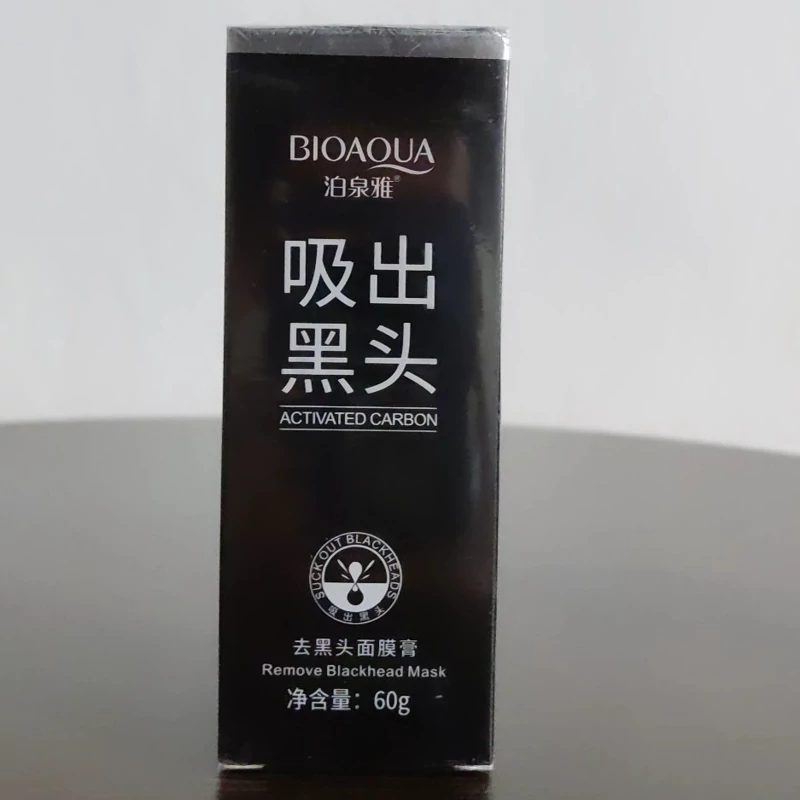 BIOAQUA
泊泉雅®
吸出
黑头
ACTIVATED CARBON
SUCK OUT BLACKHEADS
吸出黑头
去黑头面膜膏
Remove Blackhead Mask
净含量：60g